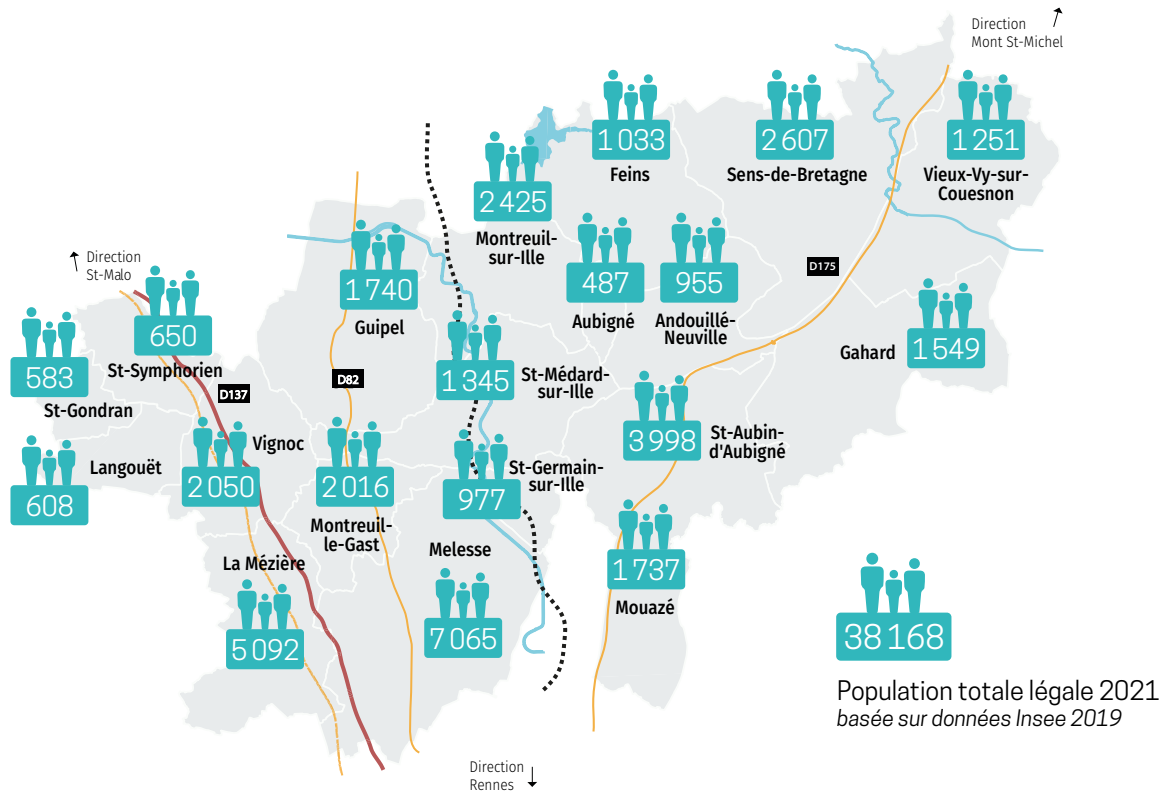 Direction
Mont St-Michel
1 033
Feins
2 607
Sens-de-Bretagne
1 251
Vieux-Vy-sur-
Couesnon
2 425
Montreuil-
sur-Ille
487
Aubigné
955
Andouillé-
Neuville
D175
Direction
St-Malo
1 740
Guipel
650
St-Symphorien
583
St-Gondran
D137
D82
1 345
St-Médard-
sur-Ille
Gahard
1 549
3 998
St-Aubin-
d'Aubigné
608
Langouët
2 050
Vignoc
2 016
Montreuil-
le-Gast
977
St-Germain-
sur-Ille
La Mézière
5 092
Melesse
7 065
1 737
Mouazé
38 168
Population totale légale 2021
basée sur données Insee 2019
Direction
Rennes